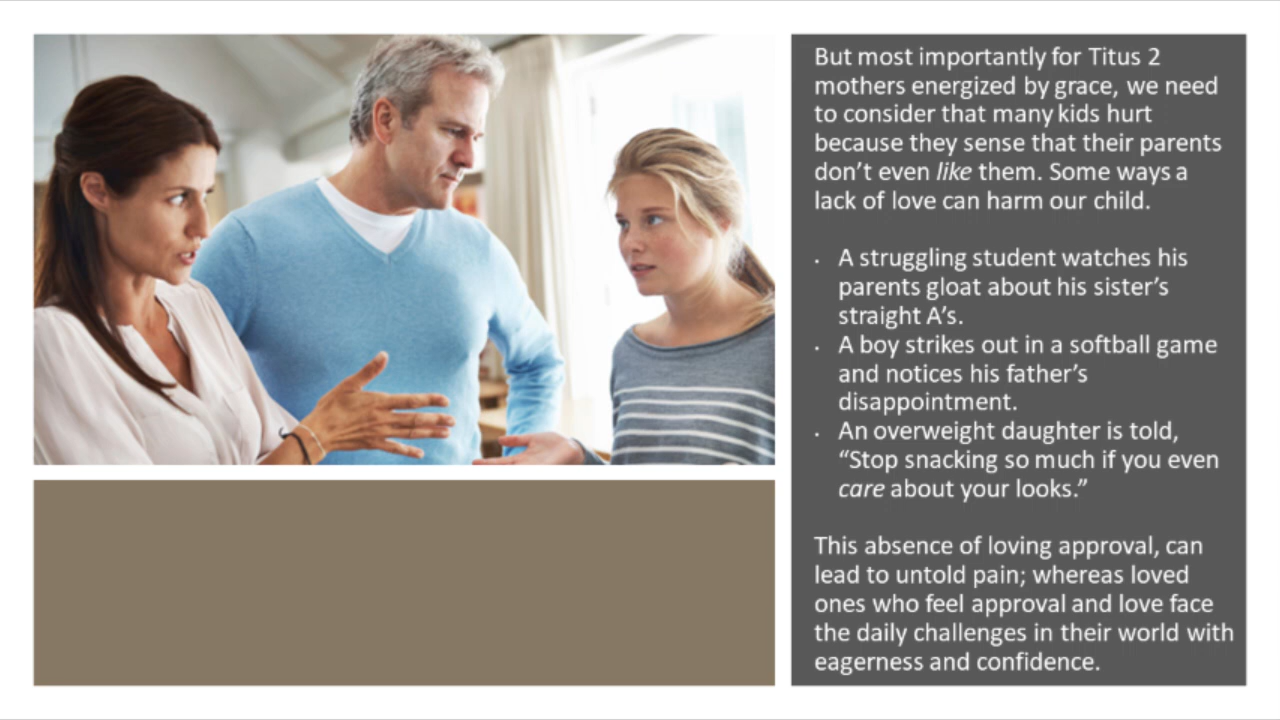 But most importantly for Titus 2
mothers energized by grace, we need
to consider that many kids hurt
because they sense that their parents
don’t even like them. Some ways a
lack of love can harm our child.
· A struggling student watches his
parents gloat about his sister’s
straight A’s.
· A boy strikes out in a softball game
and notices his father’s
disappointment.
· An overweight daughter is told,
“Stop snacking so much if you even
care about your looks.”
This absence of loving approval, can
lead to untold pain; whereas loved
ones who feel approval and love face
the daily challenges in their world with
eagerness and confidence.